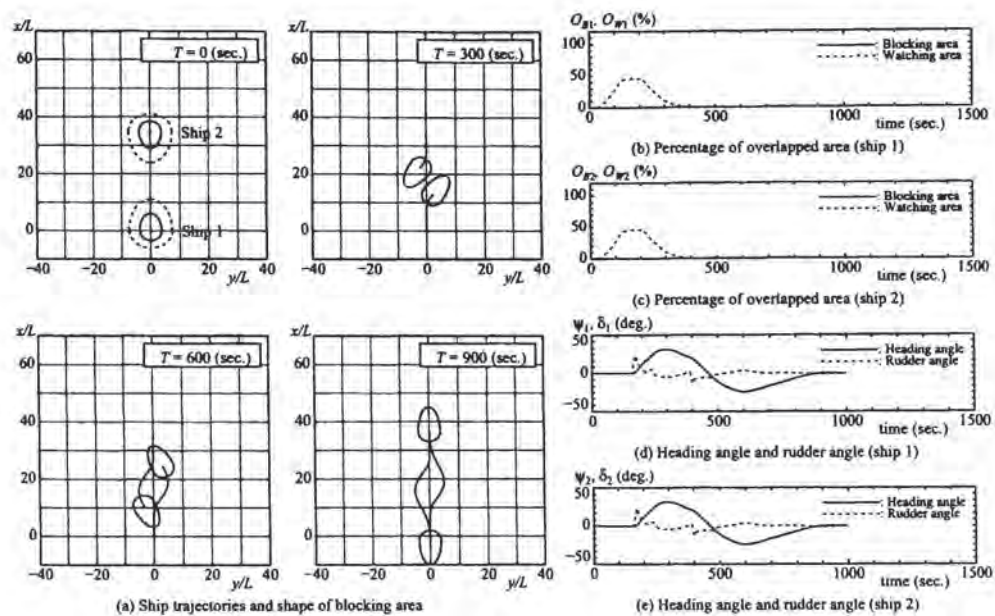 x/L
60
40
20
0
T = 0 (sec.)
Ship 2
Ship 1
−40 −20 0 20 40
y/L
x/L
60
40
20
0
T = 300 (sec.)
−40 −20 0 20 40
y/L
x/L
60
40
20
0
T = 600 (sec.)
−40 −20 0 20 40
y/L
x/L
60
40
20
0
T = 900 (sec.)
−40 −20 0 20 40
y/L
(a) Ship trajectories and shape of blocking area
O_B1, O_W1 (%)
100
50
0
: Blocking area
: Watching area
0 500 1000 1500
time (sec.)
(b) Percentage of overlapped area (ship 1)
O_B2, O_W2 (%)
100
50
0
: Blocking area
: Watching area
0 500 1000 1500
time (sec.)
(c) Percentage of overlapped area (ship 2)
ψ1, δ1 (deg.)
50
0
−50
: Heading angle
: Rudder angle
0 500 1000 1500
time (sec.)
(d) Heading angle and rudder angle (ship 1)
ψ2, δ2 (deg.)
50
0
−50
: Heading angle
: Rudder angle
0 500 1000 1500
time (sec.)
(e) Heading angle and rudder angle (ship 2)